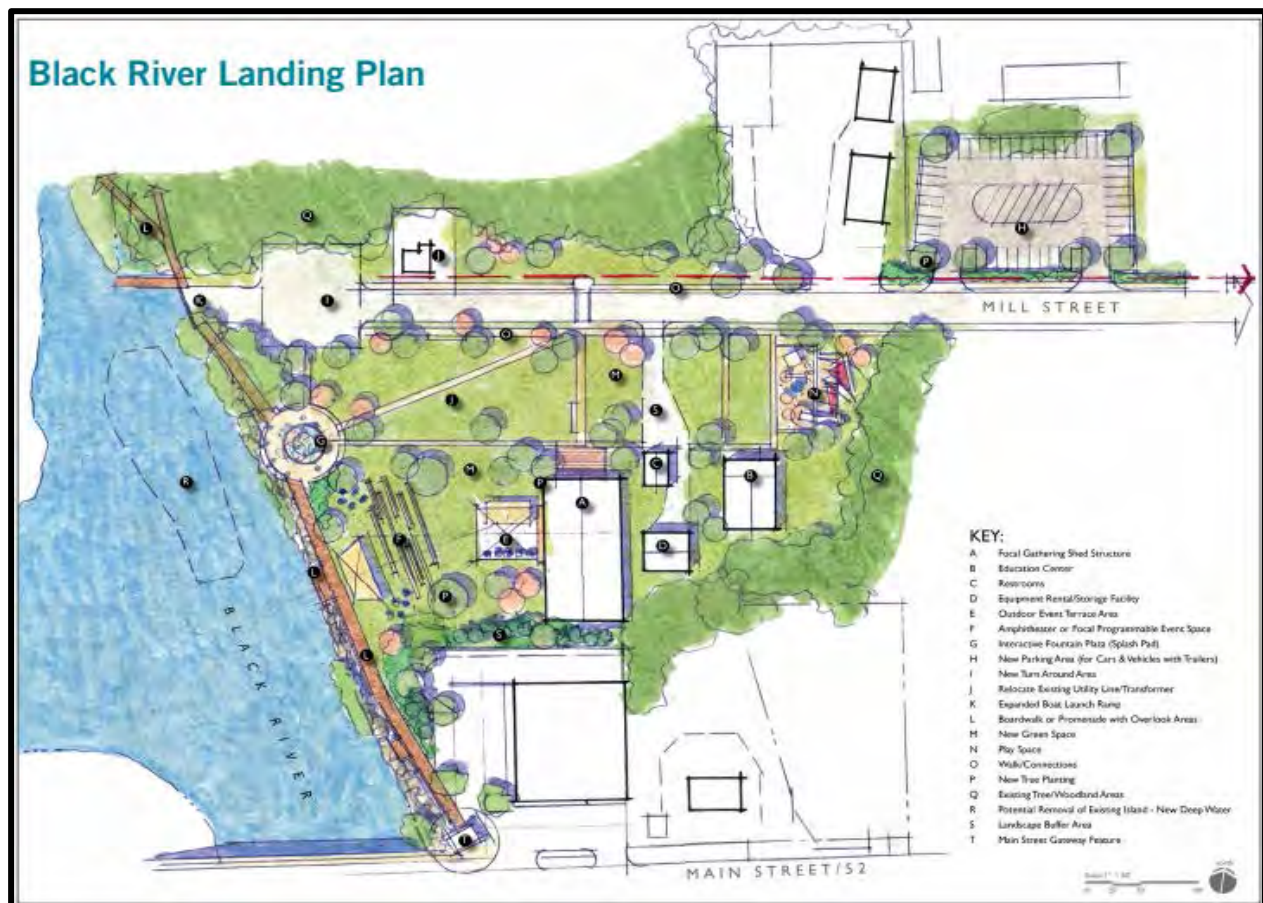 Black River Landing Plan
L
Q
J
H
P
K
I
Q
MILL STREET
O
M
N
J
S
G
M
C
B
P
A
Q
R
F
E
D
L
P
S
L
BLACK RIVER
T
MAIN STREET/52
KEY:
A Focal Gathering Shed Structure
B Education Center
C Restrooms
D Equipment Rental/Storage Facility
E Outdoor Event Terrace Area
F Amphitheater or Focal Programmable Event Space
G Interactive Fountain Plaza (Splash Pad)
H New Parking Area (for Cars & Vehicles with Trailers)
I New Turn Around Area
J Relocate Existing Utility Line/Transformer
K Expanded Boat Launch Ramp
L Boardwalk or Promenade with Overlook Areas
M New Green Space
N Play Space
O Walk/Connections
P New Tree Planting
Q Existing Tree/Woodland Areas
R Potential Removal of Existing Island - New Deep Water
S Landscape Buffer Area
T Main Street Gateway Feature